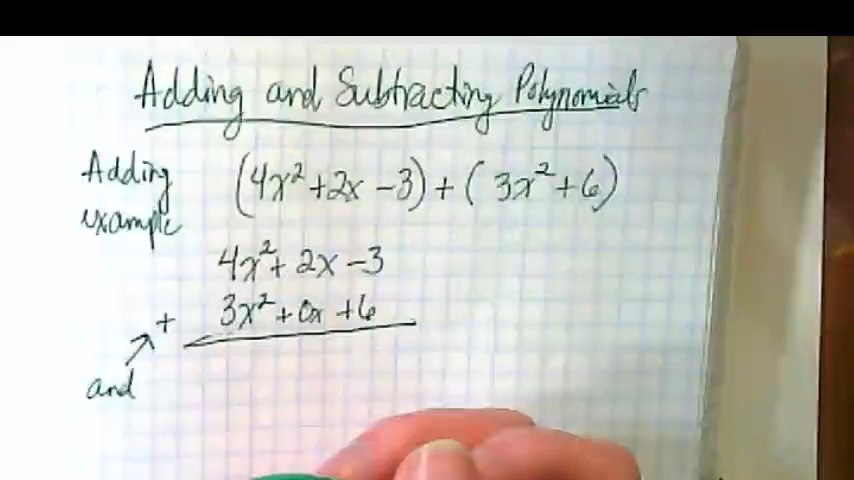 Adding and Subtracting Polynomials
Adding example
(4x²+2x-3)+(3x²+6)
4x²+2x-3
+ 3x²+0x+6
and